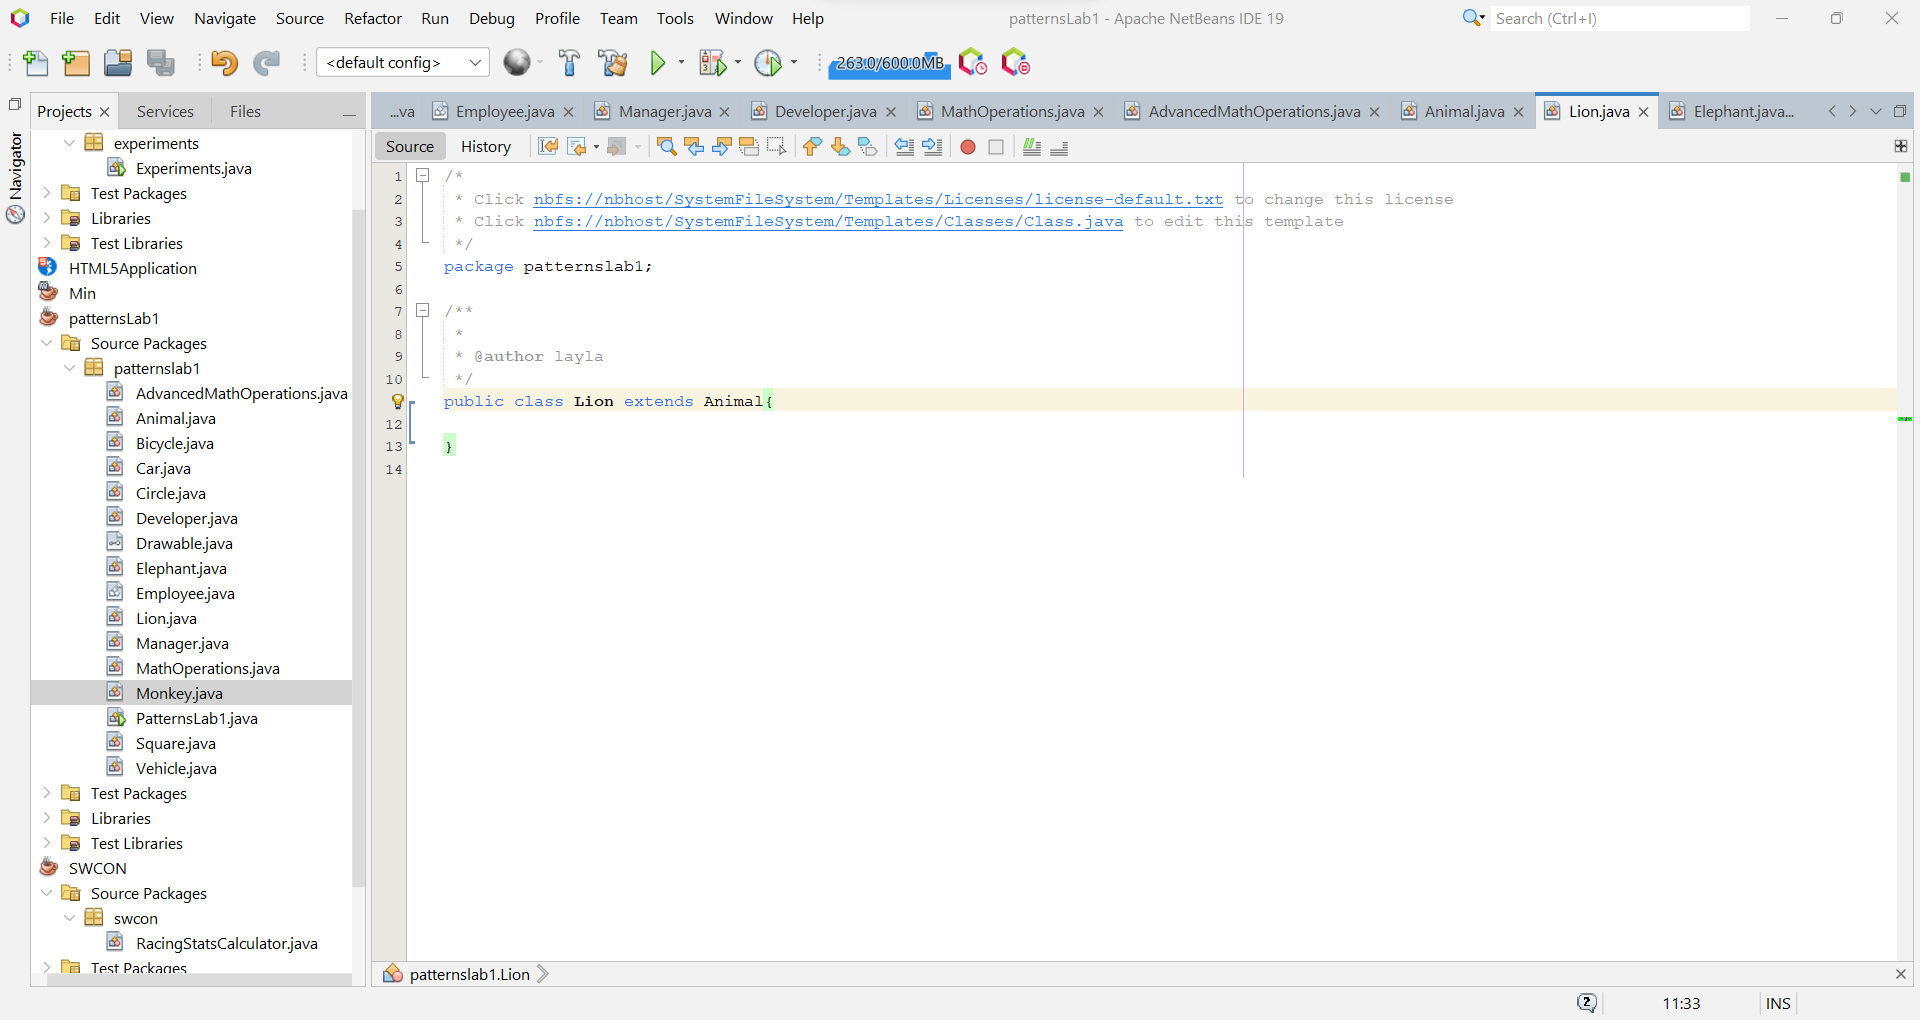 File Edit View Navigate Source Refactor Run Debug Profile Team Tools Window Help patternsLab1 - Apache NetBeans IDE 19 Search (Ctrl+I)
<default config> 263.0/600.0MB
Projects Services Files ...va Employee.java Manager.java Developer.java MathOperations.java AdvancedMathOperations.java Animal.java Lion.java Elephant.java...
Navigator
Source History
experiments
Experiments.java
Test Packages
Libraries
Test Libraries
HTML5Application
Min
patternsLab1
Source Packages
patternslab1
AdvancedMathOperations.java
Animal.java
Bicycle.java
Car.java
Circle.java
Developer.java
Drawable.java
Elephant.java
Employee.java
Lion.java
Manager.java
MathOperations.java
Monkey.java
PatternsLab1.java
Square.java
Vehicle.java
Test Packages
Libraries
Test Libraries
SWCON
Source Packages
swcon
RacingStatsCalculator.java
Test Packages
1 /*
2 * Click nbfs://nbhost/SystemFileSystem/Templates/Licenses/license-default.txt to change this license
3 * Click nbfs://nbhost/SystemFileSystem/Templates/Classes/Class.java to edit this template
4 */
5 package patternslab1;
6
7 /**
8 *
9 * @author layla
10 */
public class Lion extends Animal{
12
13 }
14
patternslab1.Lion
2 11:33 INS